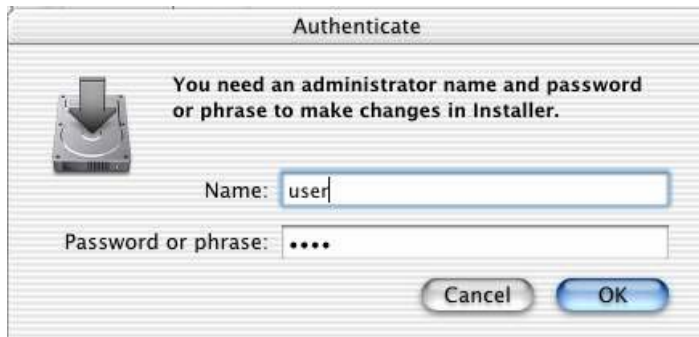 Authenticate
You need an administrator name and password
or phrase to make changes in Installer.
Name: user
Password or phrase: ••••
Cancel OK